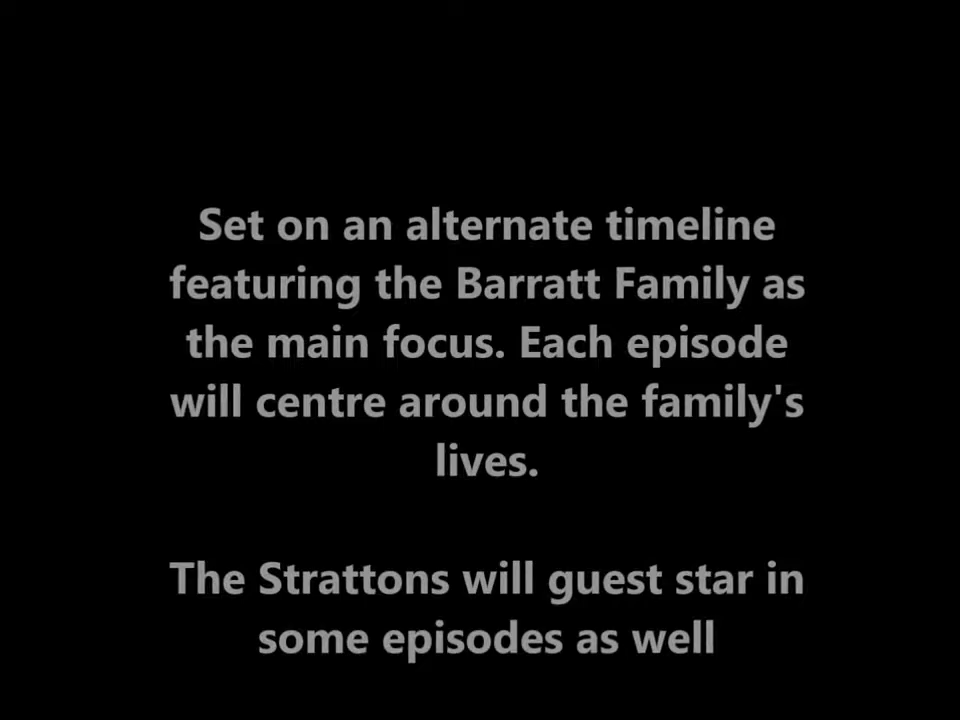 Set on an alternate timeline
featuring the Barratt Family as
the main focus. Each episode
will centre around the family's
lives.
The Strattons will guest star in
some episodes as well